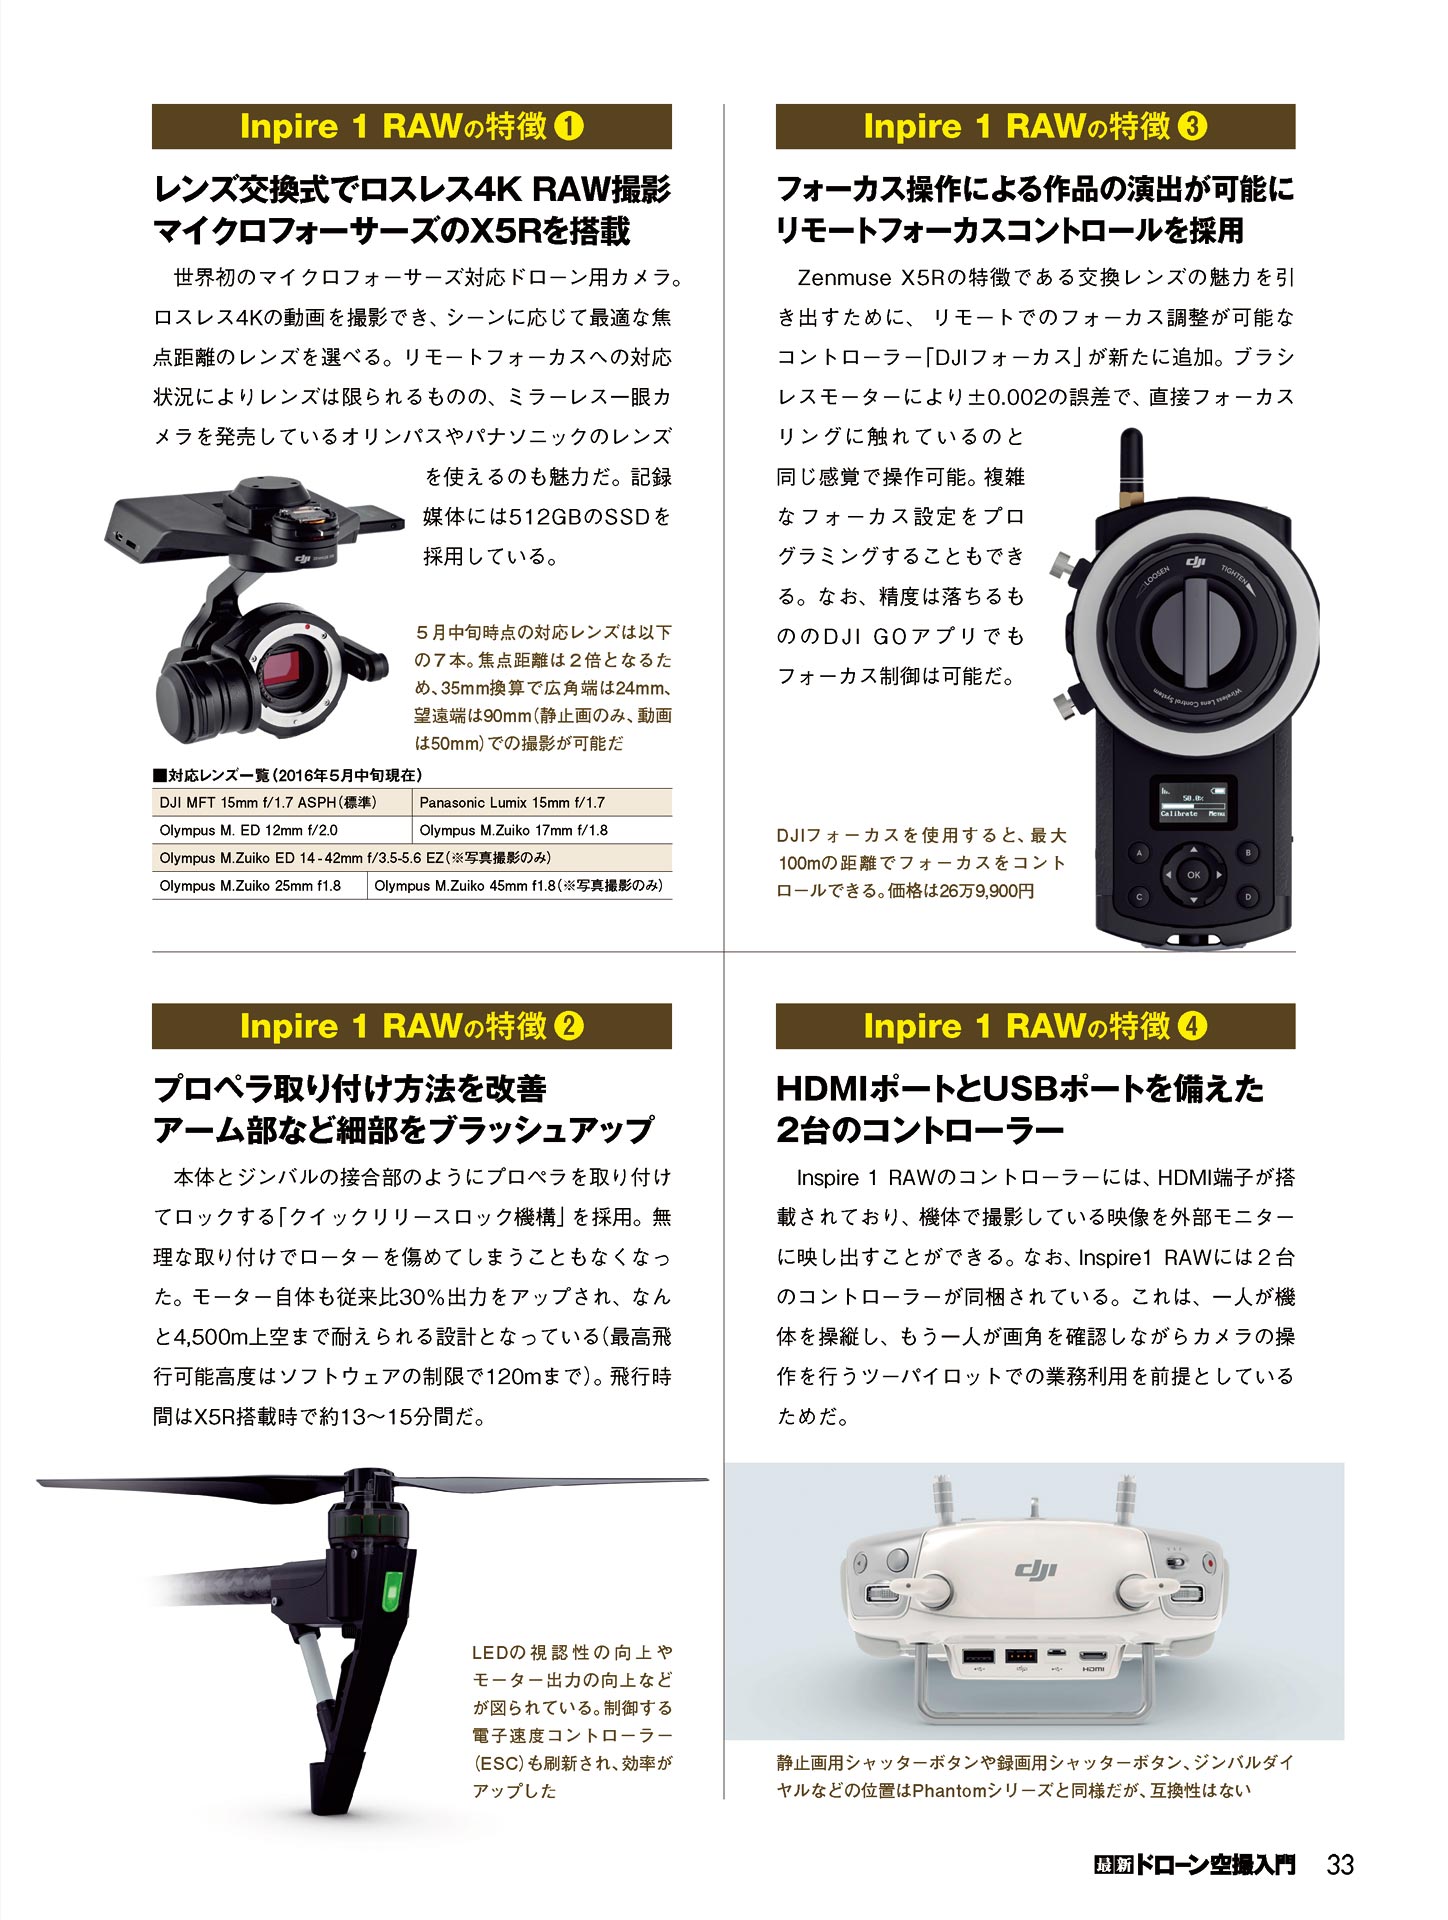 Inpire 1 RAWの特徴❶
レンズ交換式でロスレス4K RAW撮影
マイクロフォーサーズのX5Rを搭載
世界初のマイクロフォーサーズ対応ドローン用カメラ。
ロスレス4Kの動画を撮影でき、シーンに応じて最適な焦
点距離のレンズを選べる。リモートフォーカスへの対応
状況によりレンズは限られるものの、ミラーレス一眼カ
メラを発売しているオリンパスやパナソニックのレンズ
を使えるのも魅力だ。記録
媒体には512GBのSSDを
採用している。
dji
５月中旬時点の対応レンズは以下
の７本。焦点距離は２倍となるた
め、35mm換算で広角端は24mm、
望遠端は90mm（静止画のみ、動画
は50mm）での撮影が可能だ
■対応レンズ一覧（2016年５月中旬現在）
DJI MFT 15mm f/1.7 ASPH（標準）
Panasonic Lumix 15mm f/1.7
Olympus M. ED 12mm f/2.0
Olympus M.Zuiko 17mm f/1.8
Olympus M.Zuiko ED 14-42mm f/3.5-5.6 EZ（※写真撮影のみ）
Olympus M.Zuiko 25mm f1.8
Olympus M.Zuiko 45mm f1.8（※写真撮影のみ）
Inpire 1 RAWの特徴❷
プロペラ取り付け方法を改善
アーム部など細部をブラッシュアップ
本体とジンバルの接合部のようにプロペラを取り付け
てロックする「クイックリリースロック機構」を採用。無
理な取り付けでローターを傷めてしまうこともなくなっ
た。モーター自体も従来比30％出力をアップされ、なん
と4,500m上空まで耐えられる設計となっている（最高飛
行可能高度はソフトウェアの制限で120mまで）。飛行時
間はX5R搭載時で約13〜15分間だ。
LEDの視認性の向上や
モーター出力の向上など
が図られている。制御する
電子速度コントローラー
（ESC）も刷新され、効率が
アップした
Inpire 1 RAWの特徴❸
フォーカス操作による作品の演出が可能に
リモートフォーカスコントロールを採用
Zenmuse X5Rの特徴である交換レンズの魅力を引
き出すために、リモートでのフォーカス調整が可能な
コントローラー「DJIフォーカス」が新たに追加。ブラシ
レスモーターにより±0.002の誤差で、直接フォーカス
リングに触れているのと
同じ感覚で操作可能。複雑
なフォーカス設定をプロ
グラミングすることもでき
る。なお、精度は落ちるも
ののDJI GOアプリでも
フォーカス制御は可能だ。
LOOSEN
dji
TIGHTEN
Wireless Lens Control System
50.0%
Calibrate Menu
A
B
OK
C
D
DJIフォーカスを使用すると、最大
100mの距離でフォーカスをコント
ロールできる。価格は26万9,900円
Inpire 1 RAWの特徴❹
HDMIポートとUSBポートを備えた
2台のコントローラー
Inspire 1 RAWのコントローラーには、HDMI端子が搭
載されており、機体で撮影している映像を外部モニター
に映し出すことができる。なお、Inspire1 RAWには２台
のコントローラーが同梱されている。これは、一人が機
体を操縦し、もう一人が画角を確認しながらカメラの操
作を行うツーパイロットでの業務利用を前提としている
ためだ。
dji
HDMI
静止画用シャッターボタンや録画用シャッターボタン、ジンバルダイ
ヤルなどの位置はPhantomシリーズと同様だが、互換性はない
最新ドローン空撮入門 33